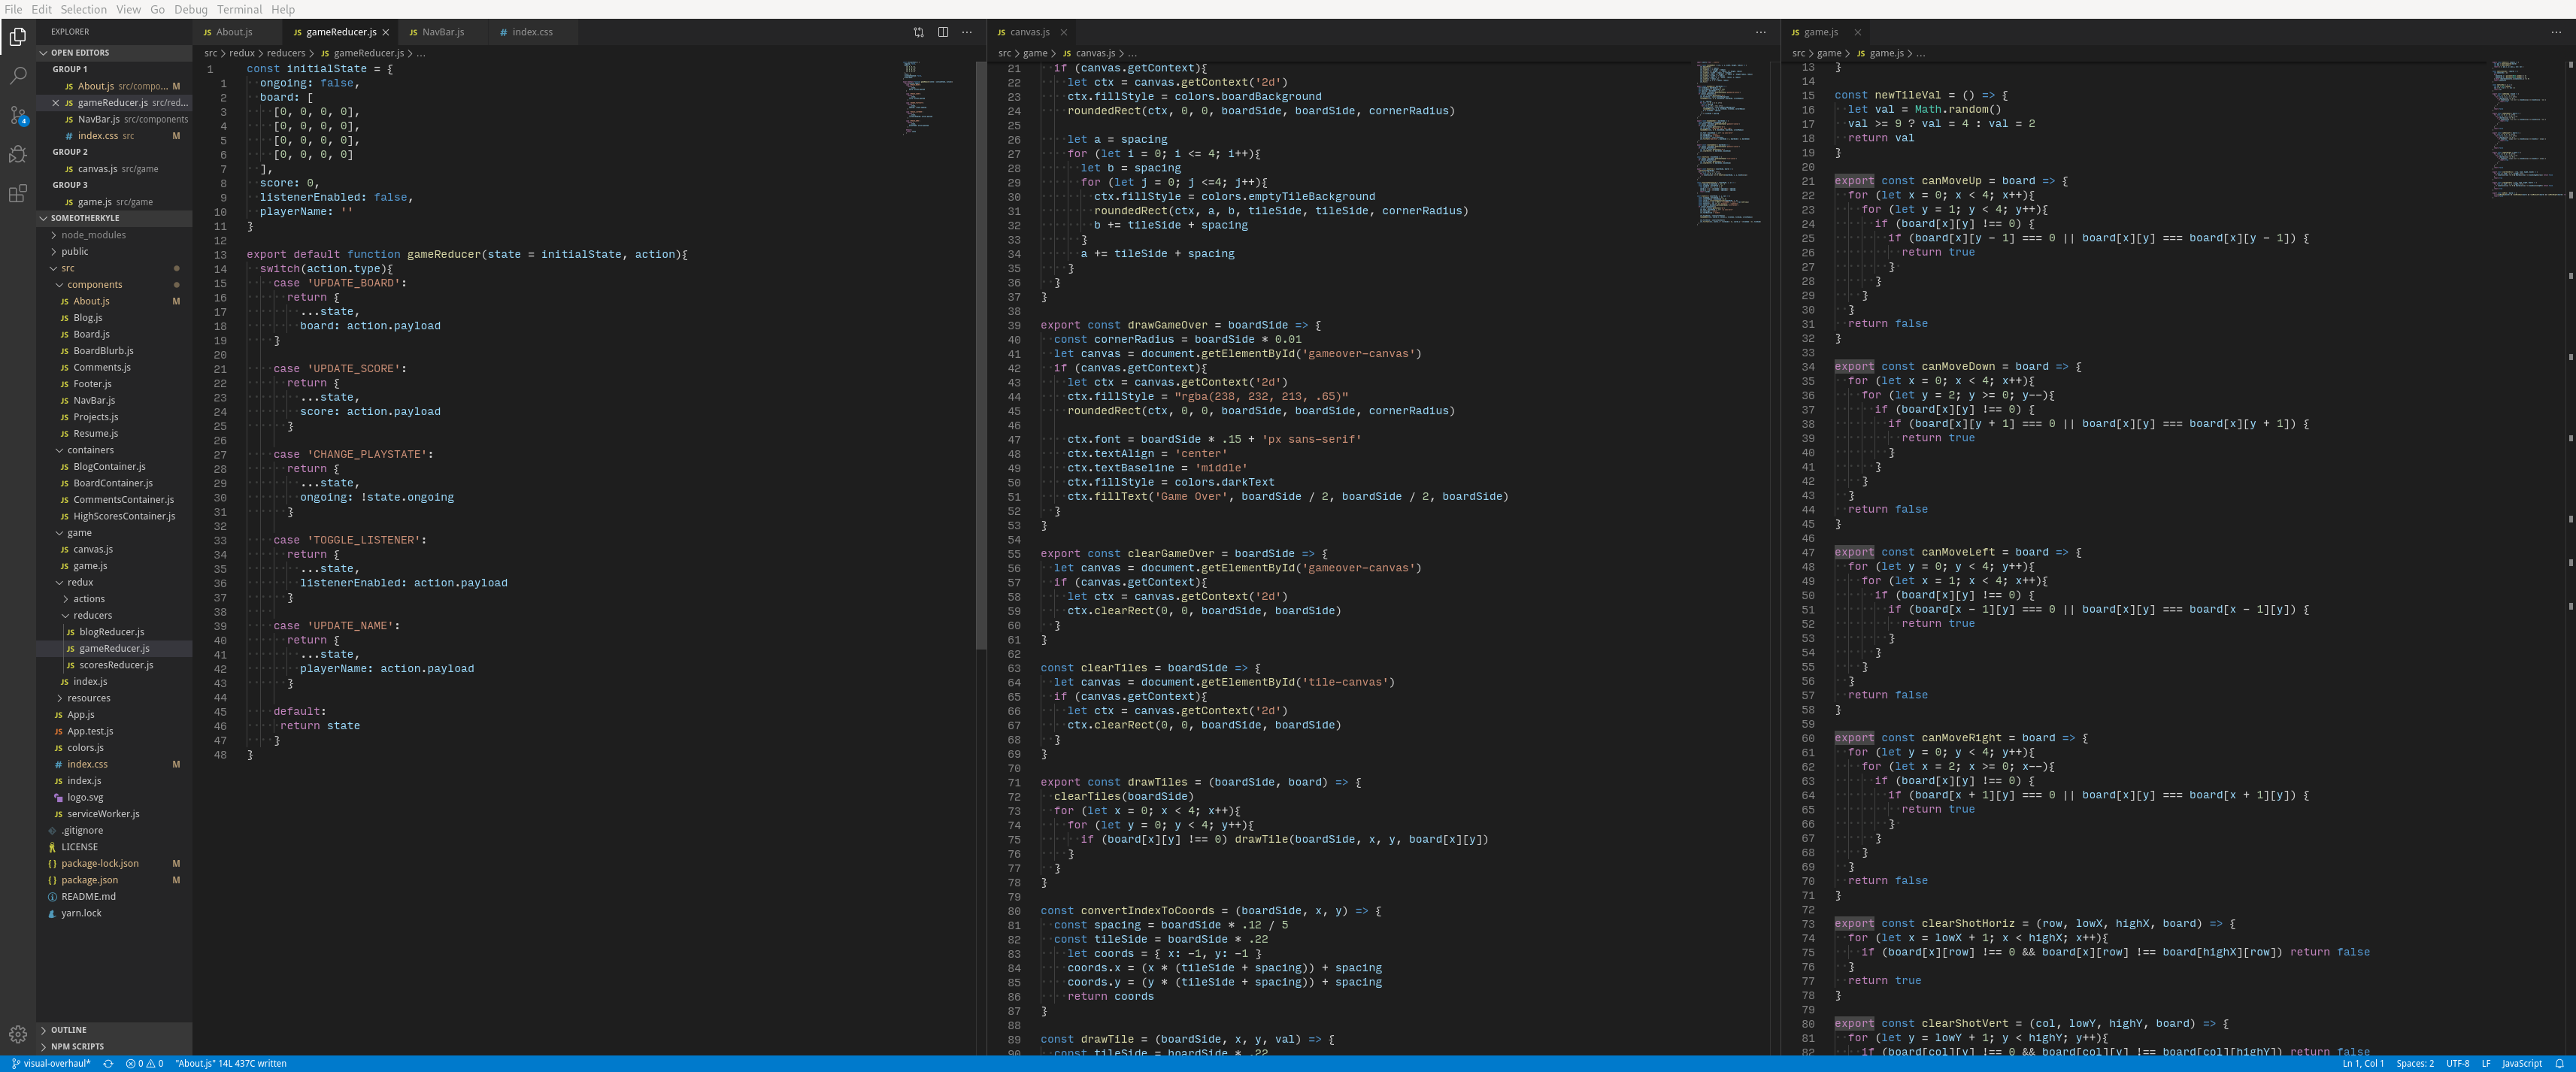 File Edit Selection View Go Debug Terminal Help
EXPLORER
OPEN EDITORS
GROUP 1
JS About.js src/compo... M
× JS gameReducer.js src/red...
JS NavBar.js src/components
# index.css src M
GROUP 2
JS canvas.js src/game
GROUP 3
JS game.js src/game
SOMEOTHERKYLE
node_modules
public
src
components
JS About.js M
JS Blog.js
JS Board.js
JS BoardBlurb.js
JS Comments.js
JS Footer.js
JS NavBar.js
JS Projects.js
JS Resume.js
containers
JS BlogContainer.js
JS BoardContainer.js
JS CommentsContainer.js
JS HighScoresContainer.js
game
JS canvas.js
JS game.js
redux
actions
reducers
JS blogReducer.js
JS gameReducer.js
JS scoresReducer.js
JS index.js
resources
JS App.js
JS App.test.js
JS colors.js
# index.css M
JS index.js
logo.svg
JS serviceWorker.js
.gitignore
LICENSE
{} package-lock.json M
{} package.json M
README.md
yarn.lock
OUTLINE
NPM SCRIPTS
4
JS About.js JS gameReducer.js × JS NavBar.js # index.css
src > redux > reducers > JS gameReducer.js > ...
1 const initialState = {
1 ongoing: false,
2 board: [
3 [0, 0, 0, 0],
4 [0, 0, 0, 0],
5 [0, 0, 0, 0],
6 [0, 0, 0, 0]
7 ],
8 score: 0,
9 listenerEnabled: false,
10 playerName: ''
11 }
12
13 export default function gameReducer(state = initialState, action){
14 switch(action.type){
15 case 'UPDATE_BOARD':
16 return {
17 ...state,
18 board: action.payload
19 }
20
21 case 'UPDATE_SCORE':
22 return {
23 ...state,
24 score: action.payload
25 }
26
27 case 'CHANGE_PLAYSTATE':
28 return {
29 ...state,
30 ongoing: !state.ongoing
31 }
32
33 case 'TOGGLE_LISTENER':
34 return {
35 ...state,
36 listenerEnabled: action.payload
37 }
38
39 case 'UPDATE_NAME':
40 return {
41 ...state,
42 playerName: action.payload
43 }
44
45 default:
46 return state
47 }
48 }
JS canvas.js ×
src > game > JS canvas.js > ...
21 if (canvas.getContext){
22 let ctx = canvas.getContext('2d')
23 ctx.fillStyle = colors.boardBackground
24 roundedRect(ctx, 0, 0, boardSide, boardSide, cornerRadius)
25
26 let a = spacing
27 for (let i = 0; i <= 4; i++){
28 let b = spacing
29 for (let j = 0; j <=4; j++){
30 ctx.fillStyle = colors.emptyTileBackground
31 roundedRect(ctx, a, b, tileSide, tileSide, cornerRadius)
32 b += tileSide + spacing
33 }
34 a += tileSide + spacing
35 }
36 }
37 }
38
39 export const drawGameOver = boardSide => {
40 const cornerRadius = boardSide * 0.01
41 let canvas = document.getElementById('gameover-canvas')
42 if (canvas.getContext){
43 let ctx = canvas.getContext('2d')
44 ctx.fillStyle = "rgba(238, 232, 213, .65)"
45 roundedRect(ctx, 0, 0, boardSide, boardSide, cornerRadius)
46
47 ctx.font = boardSide * .15 + 'px sans-serif'
48 ctx.textAlign = 'center'
49 ctx.textBaseline = 'middle'
50 ctx.fillStyle = colors.darkText
51 ctx.fillText('Game Over', boardSide / 2, boardSide / 2, boardSide)
52 }
53 }
54
55 export const clearGameOver = boardSide => {
56 let canvas = document.getElementById('gameover-canvas')
57 if (canvas.getContext){
58 let ctx = canvas.getContext('2d')
59 ctx.clearRect(0, 0, boardSide, boardSide)
60 }
61 }
62
63 const clearTiles = boardSide => {
64 let canvas = document.getElementById('tile-canvas')
65 if (canvas.getContext){
66 let ctx = canvas.getContext('2d')
67 ctx.clearRect(0, 0, boardSide, boardSide)
68 }
69 }
70
71 export const drawTiles = (boardSide, board) => {
72 clearTiles(boardSide)
73 for (let x = 0; x < 4; x++){
74 for (let y = 0; y < 4; y++){
75 if (board[x][y] !== 0) drawTile(boardSide, x, y, board[x][y])
76 }
77 }
78 }
79
80 const convertIndexToCoords = (boardSide, x, y) => {
81 const spacing = boardSide * .12 / 5
82 const tileSide = boardSide * .22
83 let coords = { x: -1, y: -1 }
84 coords.x = (x * (tileSide + spacing)) + spacing
85 coords.y = (y * (tileSide + spacing)) + spacing
86 return coords
87 }
88
89 const drawTile = (boardSide, x, y, val) => {
90 const tileSide = boardSide * .22
JS game.js ×
src > game > JS game.js > ...
13 }
14
15 const newTileVal = () => {
16 let val = Math.random()
17 val >= 9 ? val = 4 : val = 2
18 return val
19 }
20
21 export const canMoveUp = board => {
22 for (let x = 0; x < 4; x++){
23 for (let y = 1; y < 4; y++){
24 if (board[x][y] !== 0) {
25 if (board[x][y - 1] === 0 || board[x][y] === board[x][y - 1]) {
26 return true
27 }
28 }
29 }
30 }
31 return false
32 }
33
34 export const canMoveDown = board => {
35 for (let x = 0; x < 4; x++){
36 for (let y = 2; y >= 0; y--){
37 if (board[x][y] !== 0) {
38 if (board[x][y + 1] === 0 || board[x][y] === board[x][y + 1]) {
39 return true
40 }
41 }
42 }
43 }
44 return false
45 }
46
47 export const canMoveLeft = board => {
48 for (let y = 0; y < 4; y++){
49 for (let x = 1; x < 4; x++){
50 if (board[x][y] !== 0) {
51 if (board[x - 1][y] === 0 || board[x][y] === board[x - 1][y]) {
52 return true
53 }
54 }
55 }
56 }
57 return false
58 }
59
60 export const canMoveRight = board => {
61 for (let y = 0; y < 4; y++){
62 for (let x = 2; x >= 0; x--){
63 if (board[x][y] !== 0) {
64 if (board[x + 1][y] === 0 || board[x][y] === board[x + 1][y]) {
65 return true
66 }
67 }
68 }
69 }
70 return false
71 }
72
73 export const clearShotHoriz = (row, lowX, highX, board) => {
74 for (let x = lowX + 1; x < highX; x++){
75 if (board[x][row] !== 0 && board[x][row] !== board[highX][row]) return false
76 }
77 return true
78 }
79
80 export const clearShotVert = (col, lowY, highY, board) => {
81 for (let y = lowY + 1; y < highY; y++){
82 if (board[col][y] !== 0 && board[col][y] !== board[col][highY]) return false
visual-overhaul* 0 0 "About.js" 14L 437C written
Ln 1, Col 1 Spaces: 2 UTF-8 LF JavaScript